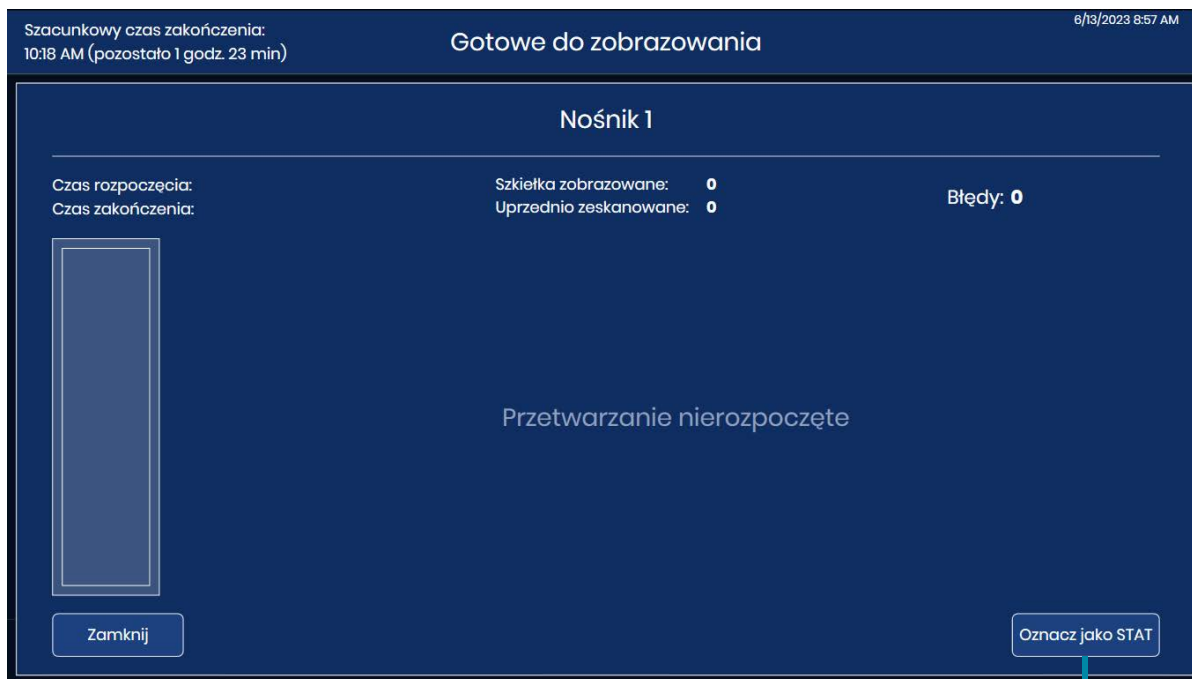 Szacunkowy czas zakończenia:
10:18 AM (pozostało 1 godz. 23 min)
Gotowe do zobrazowania
6/13/2023 8:57 AM
Nośnik 1
Czas rozpoczęcia:
Czas zakończenia:
Szkiełka zobrazowane: 0
Uprzednio zeskanowane: 0
Błędy: 0
Przetwarzanie nierozpoczęte
Zamknij
Oznacz jako STAT